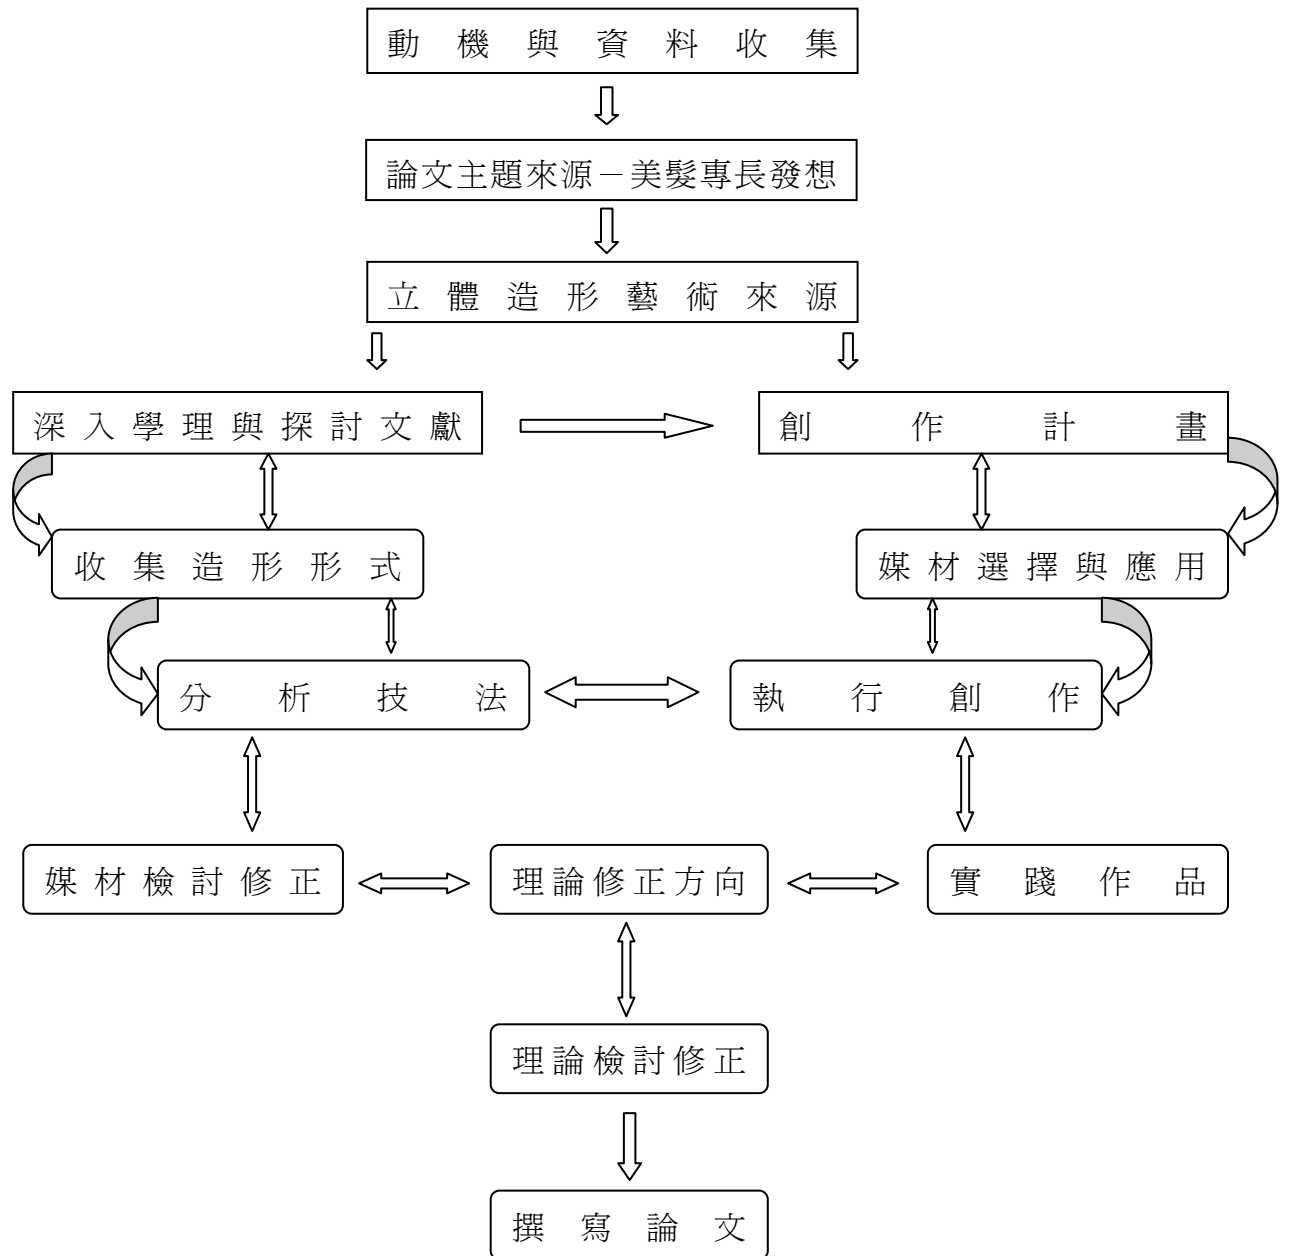 動機與資料收集
論文主題來源－美髮專長發想
立體造形藝術來源
深入學理與探討文獻
創作計畫
收集造形形式
媒材選擇與應用
分析技法
執行創作
媒材檢討修正
理論修正方向
實踐作品
理論檢討修正
撰寫論文